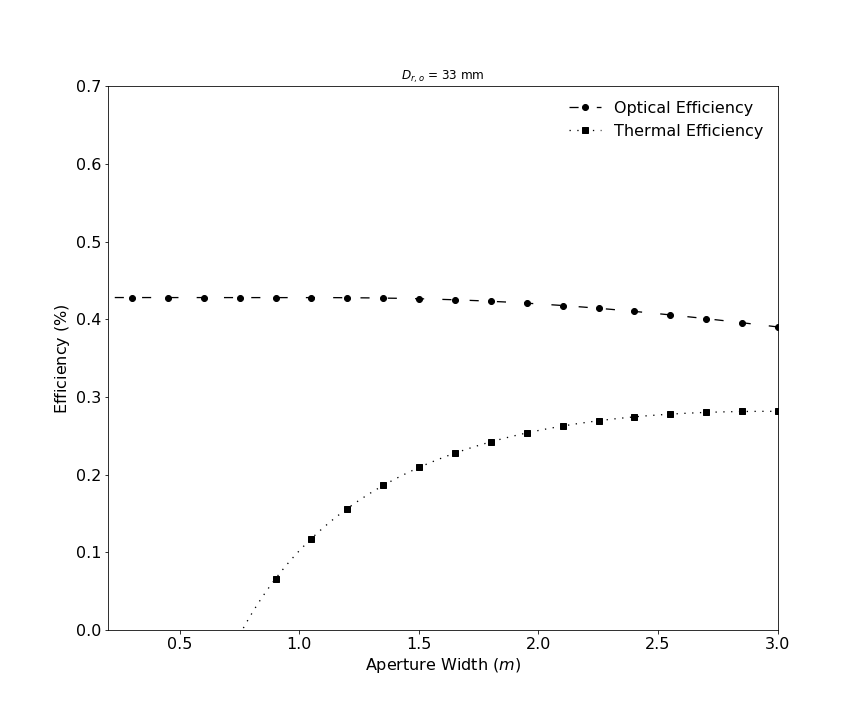 D_{r,o} = 33 mm
Optical Efficiency
Thermal Efficiency
0.7
0.6
0.5
0.4
0.3
0.2
0.1
0.0
Efficiency (%)
0.5 1.0 1.5 2.0 2.5 3.0
Aperture Width (m)